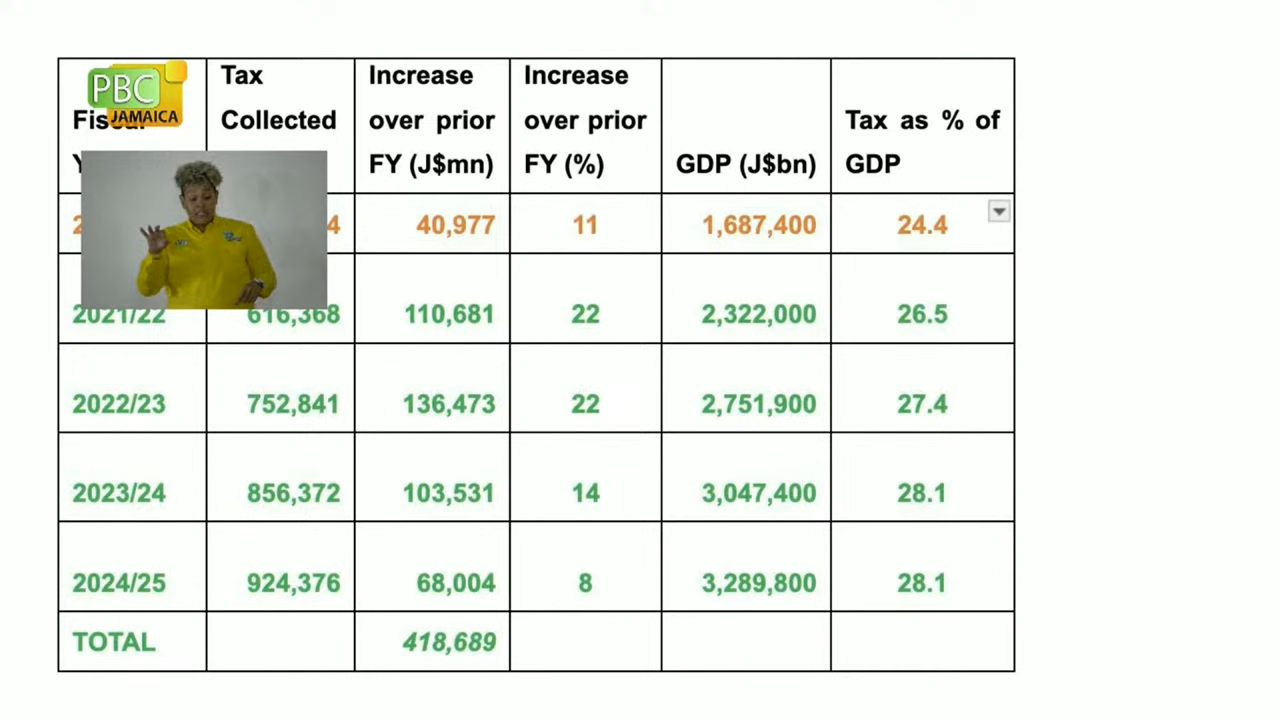 PBC
JAMAICA
Tax
Collected
Increase
over prior
FY (J$mn)
Increase
over prior
FY (%)
GDP (J$bn)
Tax as % of
GDP
40,977 11 1,687,400 24.4
2021/22 616,368 110,681 22 2,322,000 26.5
2022/23 752,841 136,473 22 2,751,900 27.4
2023/24 856,372 103,531 14 3,047,400 28.1
2024/25 924,376 68,004 8 3,289,800 28.1
TOTAL 418,689